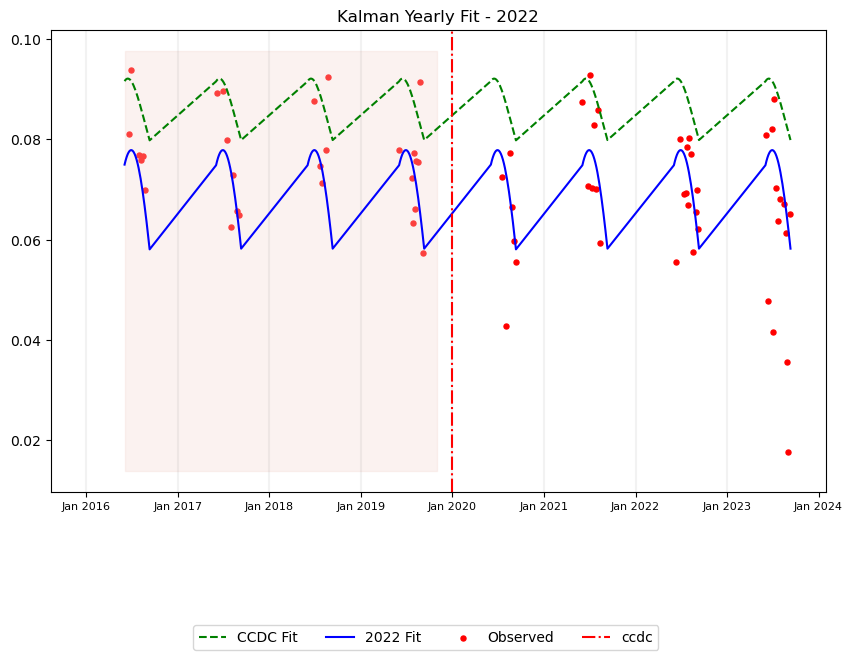 Kalman Yearly Fit - 2022
0.10
0.08
0.06
0.04
0.02
Jan 2016 Jan 2017 Jan 2018 Jan 2019 Jan 2020 Jan 2021 Jan 2022 Jan 2023 Jan 2024
CCDC Fit 2022 Fit Observed ccdc